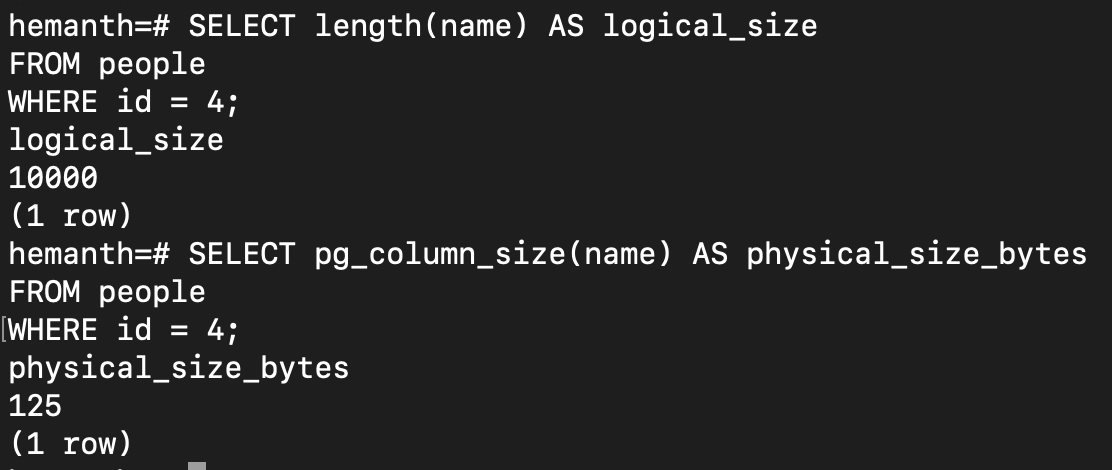 hemanth=# SELECT length(name) AS logical_size
FROM people
WHERE id = 4;
logical_size
10000
(1 row)
hemanth=# SELECT pg_column_size(name) AS physical_size_bytes
FROM people
[WHERE id = 4;
physical_size_bytes
125
(1 row)